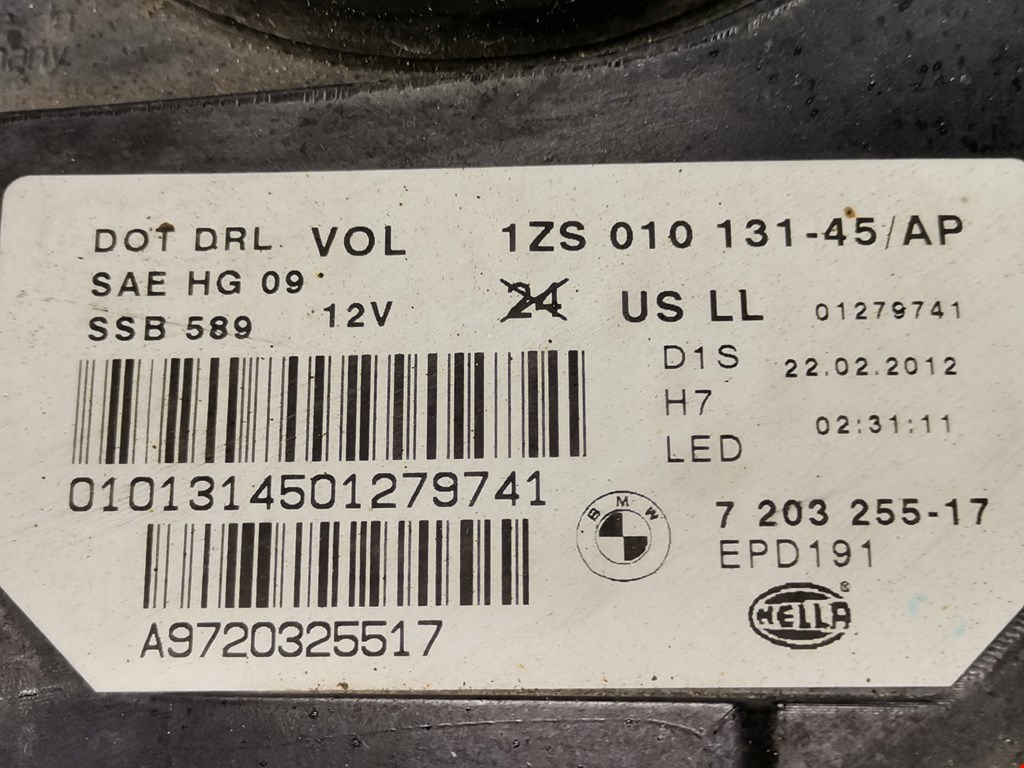 DOT DRL VOL 1ZS 010 131-45/AP
SAE HG 09
SSB 589 12V 24 US LL 01279741
D1S 22.02.2012
H7 02:31:11
LED
0101314501279741
BMW 7 203 255-17
EPD191
HELLA®
A9720325517